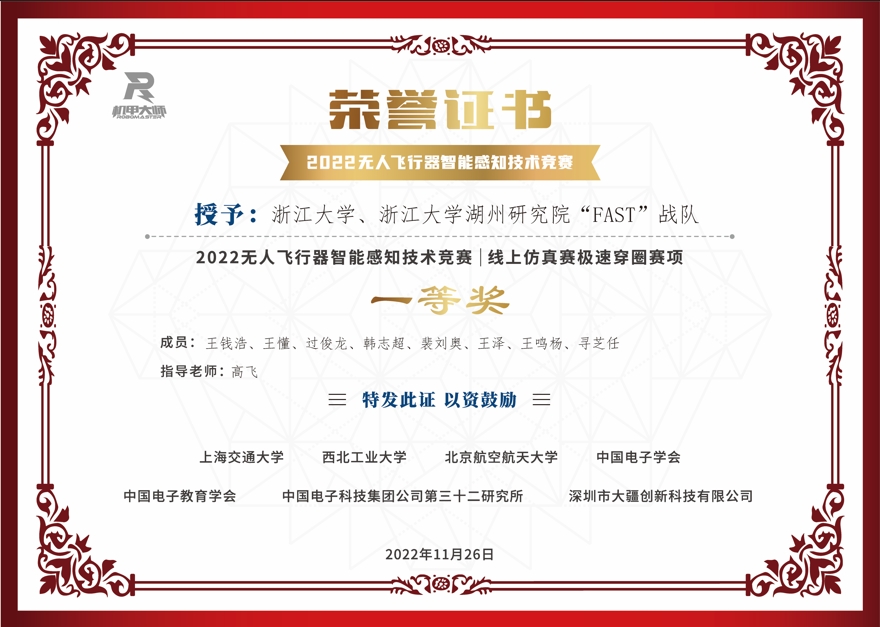 机甲大师
ROBOMASTER
荣誉证书
2022无人飞行器智能感知技术竞赛
授予：浙江大学、浙江大学湖州研究院“FAST”战队
2022无人飞行器智能感知技术竞赛|线上仿真赛极速穿圈赛项
一等奖
成员：王钱浩、王懂、过俊龙、韩志超、裴刘奥、王泽、王鸣杨、寻芝任
指导老师：高飞
特发此证 以资鼓励
上海交通大学 西北工业大学 北京航空航天大学 中国电子学会
中国电子教育学会 中国电子科技集团公司第三十二研究所 深圳市大疆创新科技有限公司
2022年11月26日